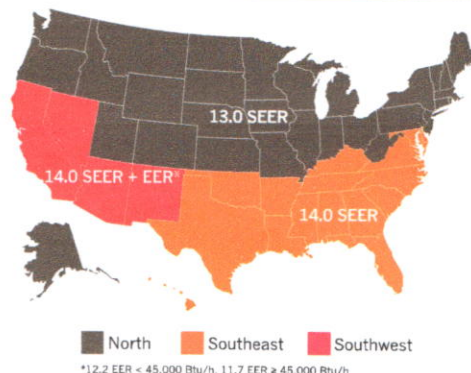 13.0 SEER
14.0 SEER + EER*
14.0 SEER
North Southeast Southwest
*12.2 EER < 45,000 Btu/h, 11.7 EER ≥ 45,000 Btu/h